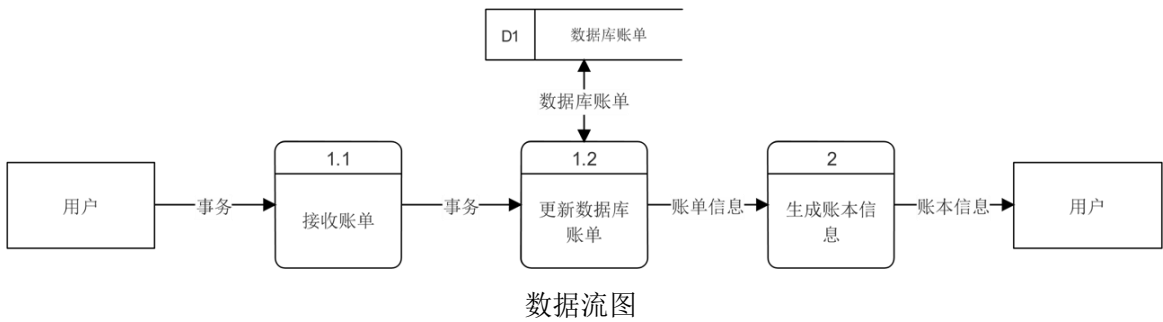 D1
数据库账单
数据库账单
1.1
1.2
2
用户
事务
接收账单
事务
更新数据库
账单
账单信息
生成账本信
息
账本信息
用户
数据流图